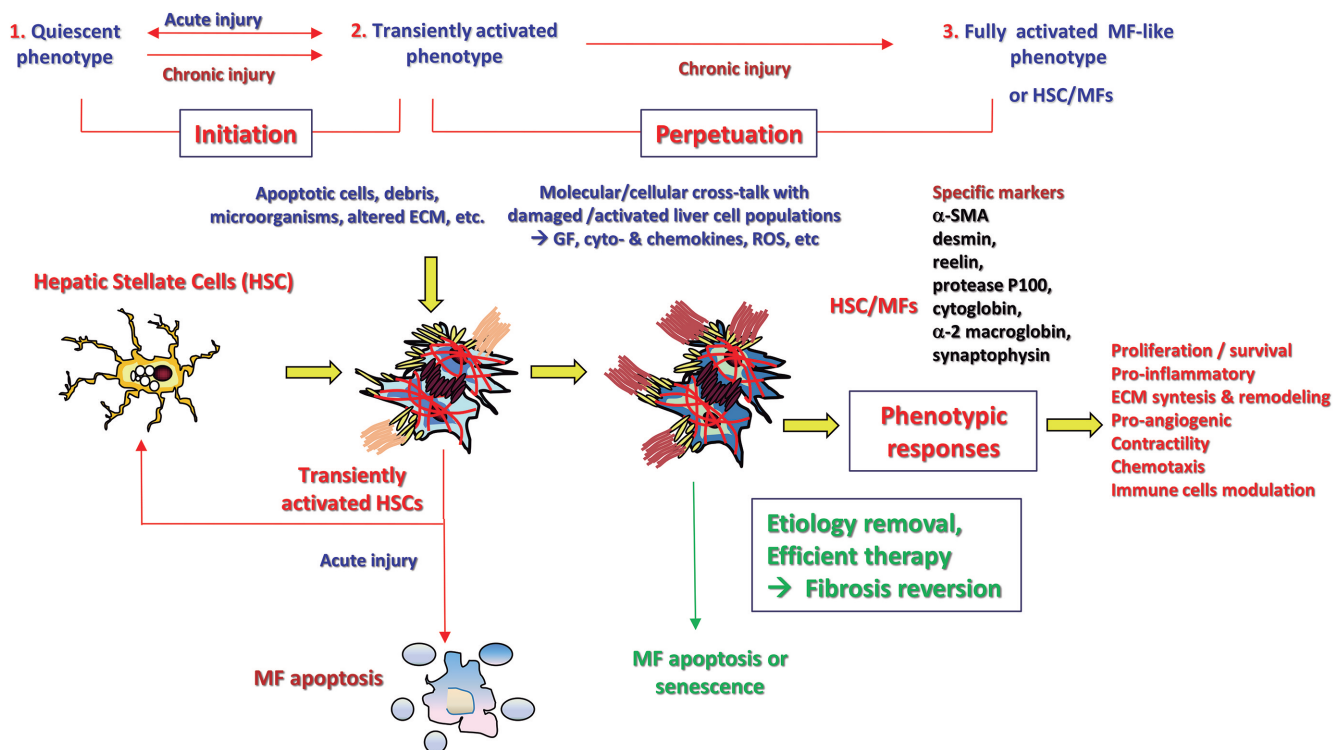 1. Quiescent
phenotype
Acute injury
Chronic injury
2. Transiently activated
phenotype
Chronic injury
3. Fully activated MF-like
phenotype
or HSC/MFs
Initiation
Perpetuation
Apoptotic cells, debris,
microorganisms, altered ECM, etc.
Molecular/cellular cross-talk with
damaged /activated liver cell populations
→ GF, cyto- & chemokines, ROS, etc
Specific markers
α-SMA
desmin,
reelin,
protease P100,
cytoglobin,
α-2 macroglobin,
synaptophysin
Hepatic Stellate Cells (HSC)
HSC/MFs
Transiently
activated HSCs
Phenotypic
responses
Proliferation / survival
Pro-inflammatory
ECM syntesis & remodeling
Pro-angiogenic
Contractility
Chemotaxis
Immune cells modulation
Etiology removal,
Efficient therapy
→ Fibrosis reversion
Acute injury
MF apoptosis
MF apoptosis or
senescence